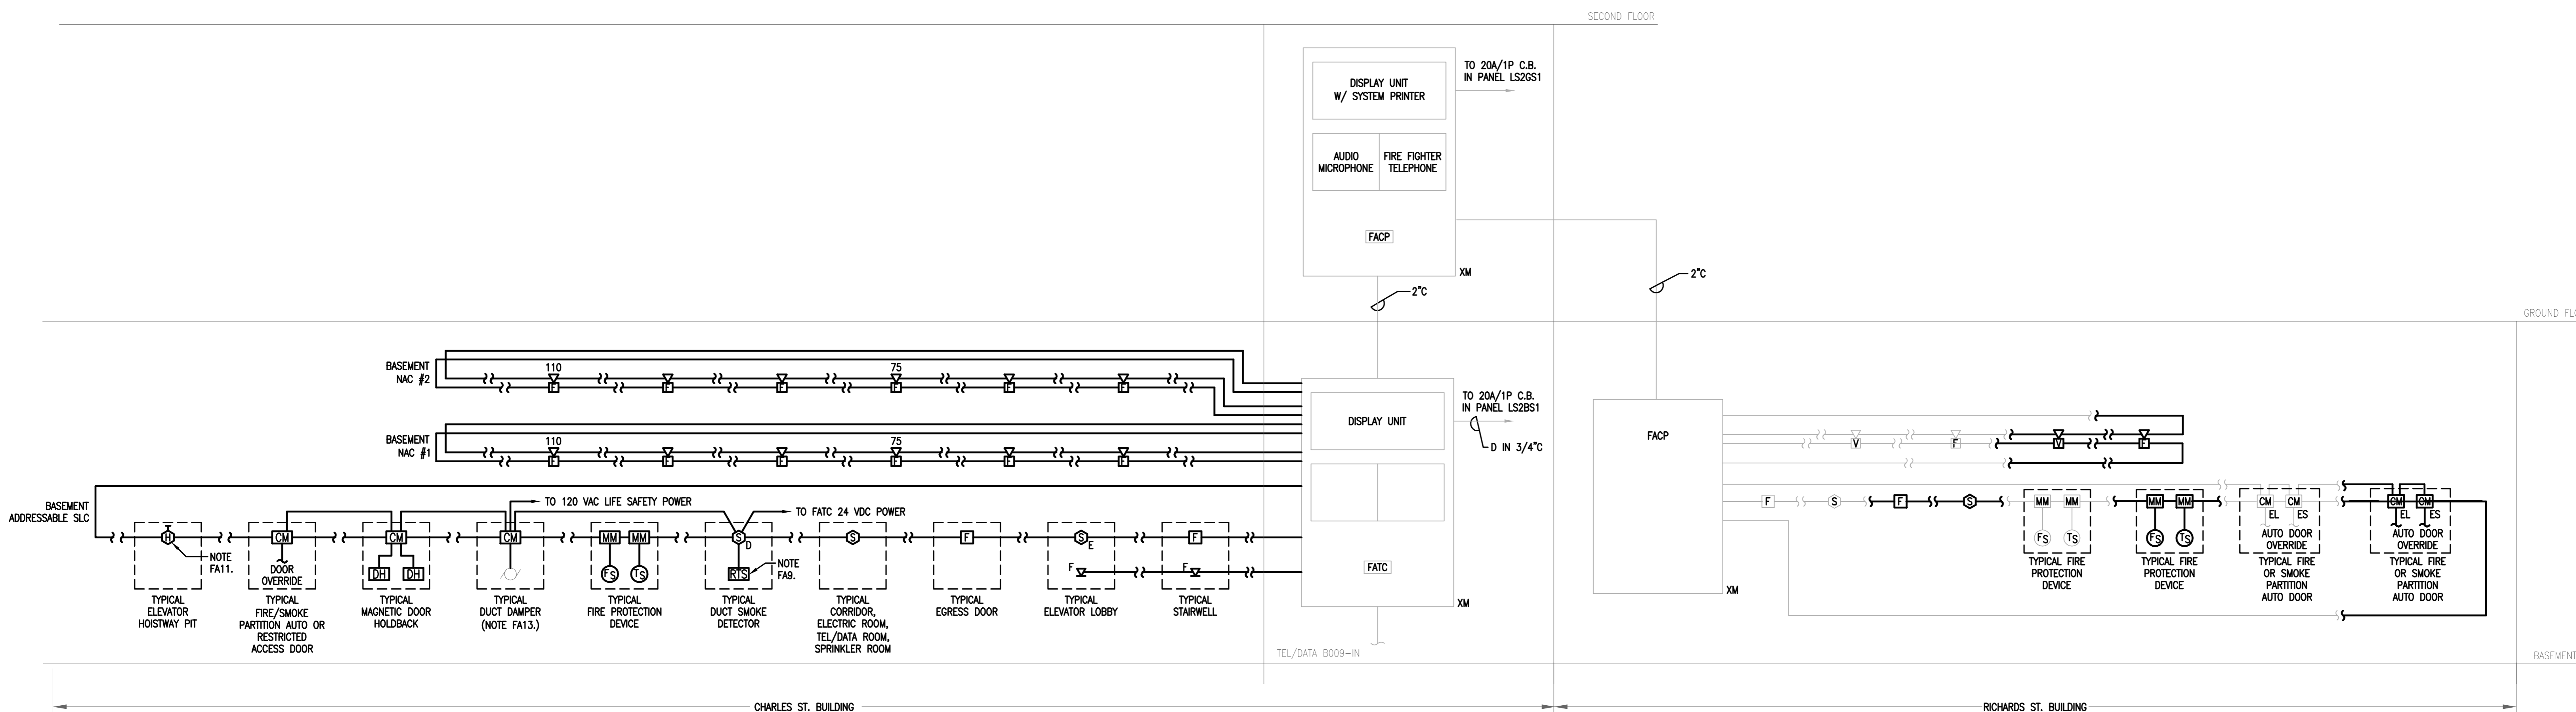 SECOND FLOOR
DISPLAY UNIT
W/ SYSTEM PRINTER
TO 20A/1P C.B.
IN PANEL LS2GS1
AUDIO
MICROPHONE
FIRE FIGHTER
TELEPHONE
FACP
XM
2"C
2"C
GROUND FLO
BASEMENT
NAC #2
110
75
F
F
F
F
F
F
BASEMENT
NAC #1
110
75
F
F
F
F
F
F
DISPLAY UNIT
TO 20A/1P C.B.
IN PANEL LS2BS1
D IN 3/4"C
FATC
XM
BASEMENT
ADDRESSABLE SLC
TO 120 VAC LIFE SAFETY POWER
TO FATC 24 VDC POWER
H
NOTE
FA11.
TYPICAL
ELEVATOR
HOISTWAY PIT
CM
DOOR
OVERRIDE
TYPICAL
FIRE/SMOKE
PARTITION AUTO OR
RESTRICTED
ACCESS DOOR
CM
DH
DH
TYPICAL
MAGNETIC DOOR
HOLDBACK
CM
TYPICAL
DUCT DAMPER
(NOTE FA13.)
MM
MM
FS
TS
TYPICAL
FIRE PROTECTION
DEVICE
S
D
RTS
NOTE
FA9.
TYPICAL
DUCT SMOKE
DETECTOR
S
TYPICAL
CORRIDOR,
ELECTRIC ROOM,
TEL/DATA ROOM,
SPRINKLER ROOM
F
TYPICAL
EGRESS DOOR
S
E
F
TYPICAL
ELEVATOR LOBBY
F
F
TYPICAL
STAIRWELL
TEL/DATA B009-IN
FACP
XM
V
F
V
F
F
S
F
S
MM
MM
FS
TS
TYPICAL FIRE
PROTECTION
DEVICE
MM
MM
FS
TS
TYPICAL FIRE
PROTECTION
DEVICE
CM
CM
EL
ES
AUTO DOOR
OVERRIDE
TYPICAL FIRE
OR SMOKE
PARTITION
AUTO DOOR
CM
CM
EL
ES
AUTO DOOR
OVERRIDE
TYPICAL FIRE
OR SMOKE
PARTITION
AUTO DOOR
BASEMENT
CHARLES ST. BUILDING
RICHARDS ST. BUILDING